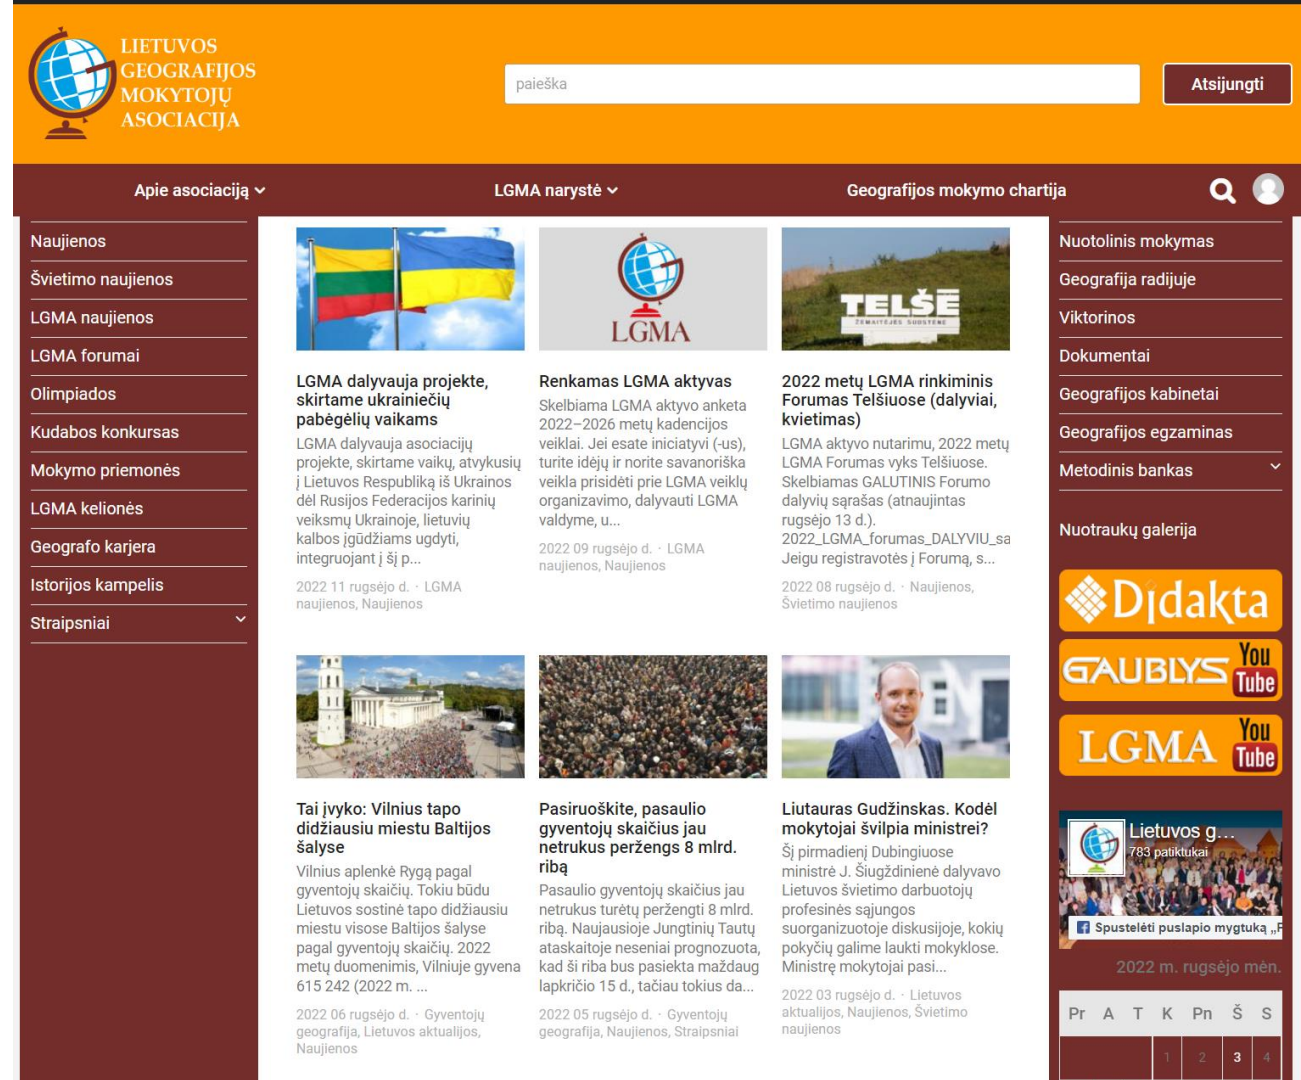 LIETUVOS
GEOGRAFIJOS
MOKYTOJŲ
ASOCIACIJA
paieška
Atsijungti
Apie asociaciją
LGMA narystė
Geografijos mokymo chartija
Naujienos
Švietimo naujienos
LGMA naujienos
LGMA forumai
Olimpiados
Kudabos konkursas
Mokymo priemonės
LGMA kelionės
Geografo karjera
Istorijos kampelis
Straipsniai
LGMA dalyvauja projekte,
skirtame ukrainiečių
pabėgėlių vaikams
LGMA dalyvauja asociacijų
projekte, skirtame vaikų, atvykusių
į Lietuvos Respubliką iš Ukrainos
dėl Rusijos Federacijos karinių
veiksmų Ukrainoje, lietuvių
kalbos įgūdžiams ugdyti,
integruojant į šį p...
2022 11 rugsėjo d. · LGMA
naujienos, Naujienos
LGMA
Renkamas LGMA aktyvas
Skelbiama LGMA aktyvo anketa
2022–2026 metų kadencijos
veiklai. Jei esate iniciatyvi (-us),
turite idėjų ir norite savanoriška
veikla prisidėti prie LGMA veiklų
organizavimo, dalyvauti LGMA
valdyme, u...
2022 09 rugsėjo d. · LGMA
naujienos, Naujienos
TELŠĒ
ŽEMAITĖJĖS SUOSTĖNĖ
2022 metų LGMA rinkiminis
Forumas Telšiuose (dalyviai,
kvietimas)
LGMA aktyvo nutarimu, 2022 metų
LGMA Forumas vyks Telšiuose.
Skelbiamas GALUTINIS Forumo
dalyvių sąrašas (atnaujintas
rugsėjo 13 d.).
2022_LGMA_forumas_DALYVIU_sa
Jeigu registravotės į Forumą, s...
2022 08 rugsėjo d. · Naujienos,
Švietimo naujienos
Tai įvyko: Vilnius tapo
didžiausiu miestu Baltijos
šalyse
Vilnius aplenkė Rygą pagal
gyventojų skaičių. Tokiu būdu
Lietuvos sostinė tapo didžiausiu
miestu visose Baltijos šalyse
pagal gyventojų skaičių. 2022
metų duomenimis, Vilniuje gyvena
615 242 (2022 m. ...
2022 06 rugsėjo d. · Gyventojų
geografija, Lietuvos aktualijos,
Naujienos
Pasiruoškite, pasaulio
gyventojų skaičius jau
netrukus peržengs 8 mlrd.
ribą
Pasaulio gyventojų skaičius jau
netrukus turėtų peržengti 8 mlrd.
ribą. Naujausioje Jungtinių Tautų
ataskaitoje neseniai prognozuota,
kad ši riba bus pasiekta maždaug
lapkričio 15 d., tačiau tokius da...
2022 05 rugsėjo d. · Gyventojų
geografija, Naujienos, Straipsniai
Liutauras Gudžinskas. Kodėl
mokytojai švilpia ministrei?
Šį pirmadienį Dubingiuose
ministrė J. Šiugždinienė dalyvavo
Lietuvos švietimo darbuotojų
profesinės sąjungos
suorganizuotoje diskusijoje, kokių
pokyčių galime laukti mokyklose.
Ministrę mokytojai pasi...
2022 03 rugsėjo d. · Lietuvos
aktualijos, Naujienos, Švietimo
naujienos
Nuotolinis mokymas
Geografija radijuje
Viktorinos
Dokumentai
Geografijos kabinetai
Geografijos egzaminas
Metodinis bankas
Nuotraukų galerija
Didakta
GAUBLYS You Tube
LGMA You Tube
Lietuvos g...
783 patiktukai
Spustelėti puslapio mygtuką „P
2022 m. rugsėjo mėn.
Pr A T K Pn Š S
1 2 3 4